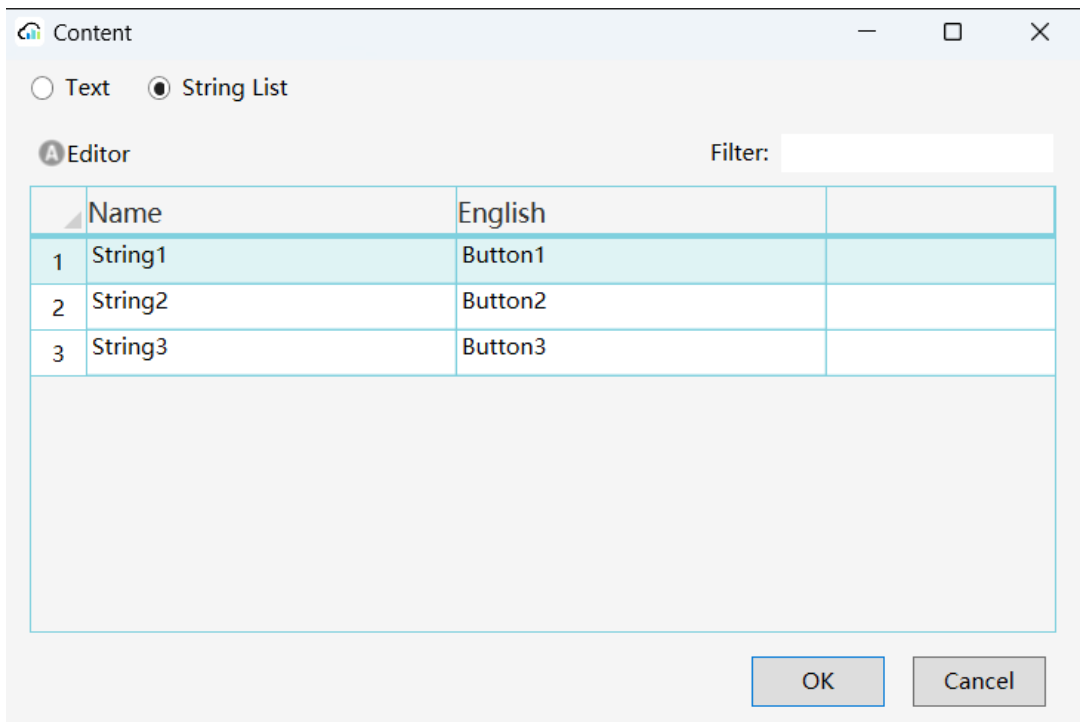 Content
Text String List
A Editor Filter:
Name English
1 String1 Button1
2 String2 Button2
3 String3 Button3
OK Cancel